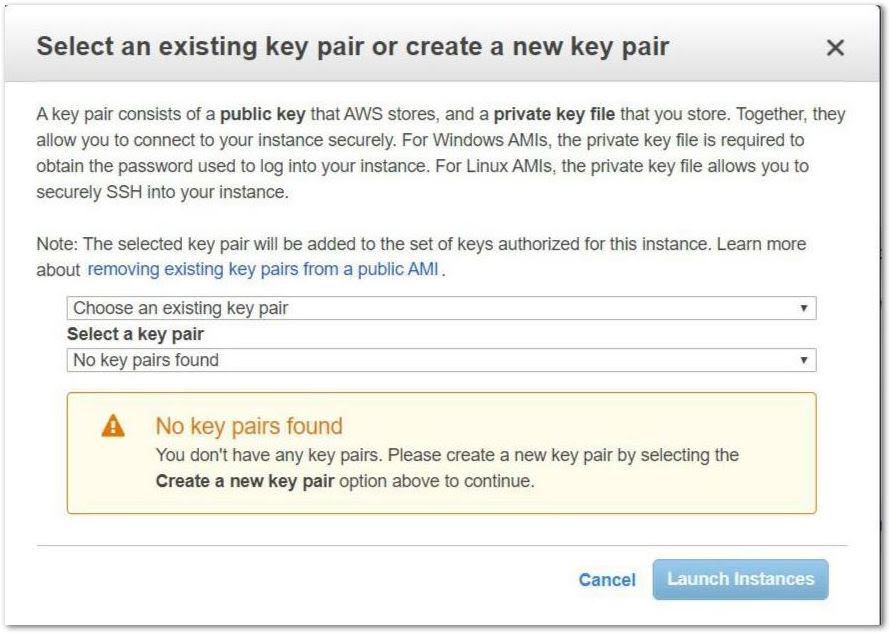 Select an existing key pair or create a new key pair
A key pair consists of a public key that AWS stores, and a private key file that you store. Together, they
allow you to connect to your instance securely. For Windows AMIs, the private key file is required to
obtain the password used to log into your instance. For Linux AMIs, the private key file allows you to
securely SSH into your instance.
Note: The selected key pair will be added to the set of keys authorized for this instance. Learn more
about removing existing key pairs from a public AMI.
Choose an existing key pair
Select a key pair
No key pairs found
No key pairs found
You don't have any key pairs. Please create a new key pair by selecting the
Create a new key pair option above to continue.
Cancel Launch Instances